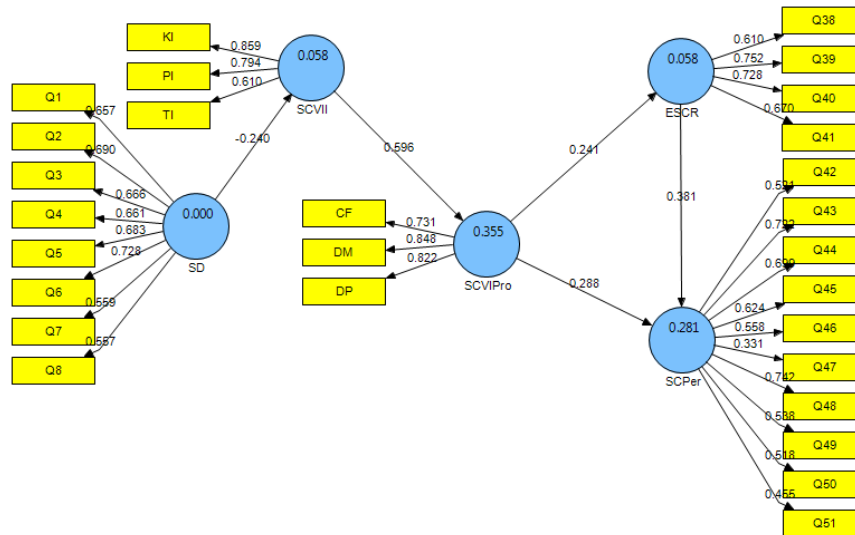 KI
PI
TI
0.859
0.794
0.610
0.058
SCVII
Q1
Q2
Q3
Q4
Q5
Q6
Q7
Q8
0.657
0.690
0.666
0.661
0.683
0.728
0.559
0.557
0.000
SD
-0.240
0.596
CF
DM
DP
0.731
0.848
0.822
0.355
SCVIPro
0.241
0.288
0.058
ESCR
0.381
0.281
SCPer
0.610
0.752
0.728
0.670
Q38
Q39
Q40
Q41
0.699
0.624
0.558
0.331
0.742
0.538
0.518
0.455
Q42
Q43
Q44
Q45
Q46
Q47
Q48
Q49
Q50
Q51